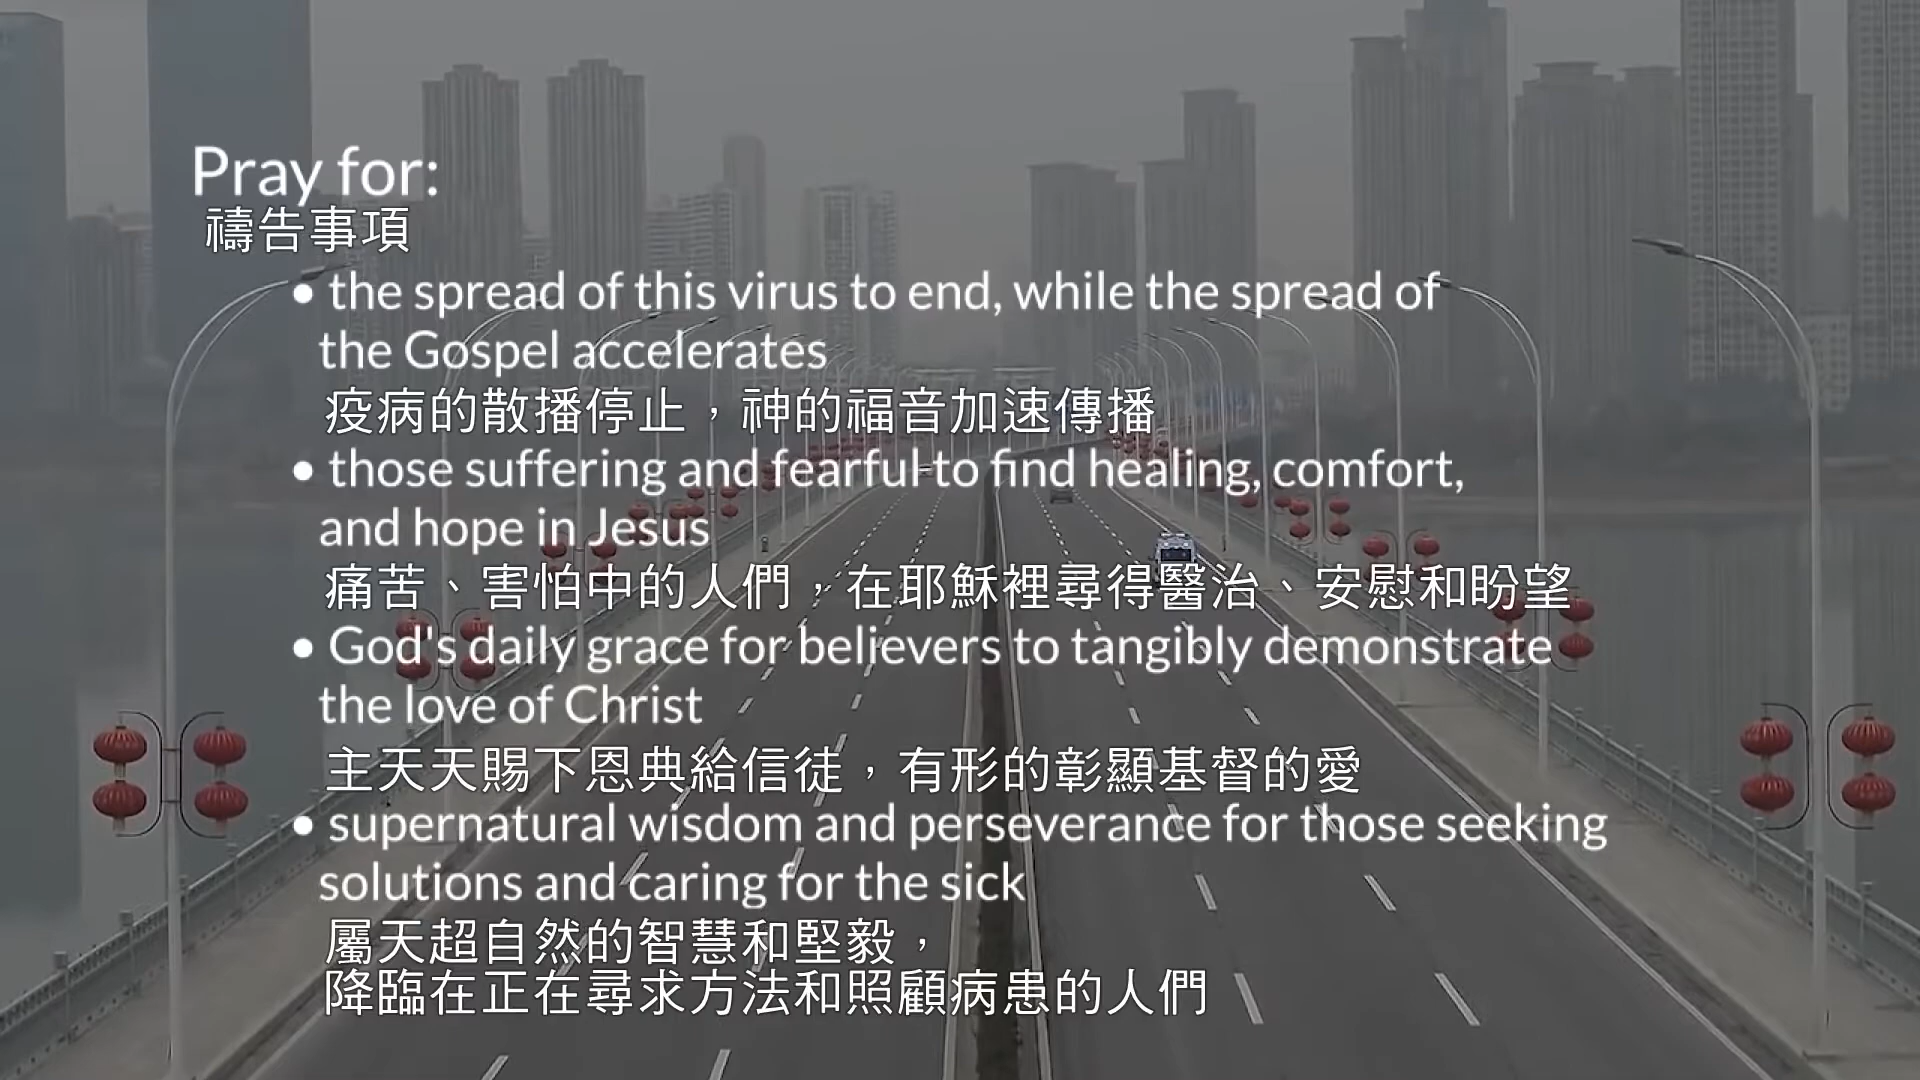 Pray for:
禱告事項
• the spread of this virus to end, while the spread of
the Gospel accelerates
疫病的散播停止，神的福音加速傳播
• those suffering and fearful to find healing, comfort,
and hope in Jesus
痛苦、害怕中的人們，在耶穌裡尋得醫治、安慰和盼望
• God's daily grace for believers to tangibly demonstrate
the love of Christ
主天天賜下恩典給信徒，有形的彰顯基督的愛
• supernatural wisdom and perseverance for those seeking
solutions and caring for the sick
屬天超自然的智慧和堅毅，
降臨在正在尋求方法和照顧病患的人們